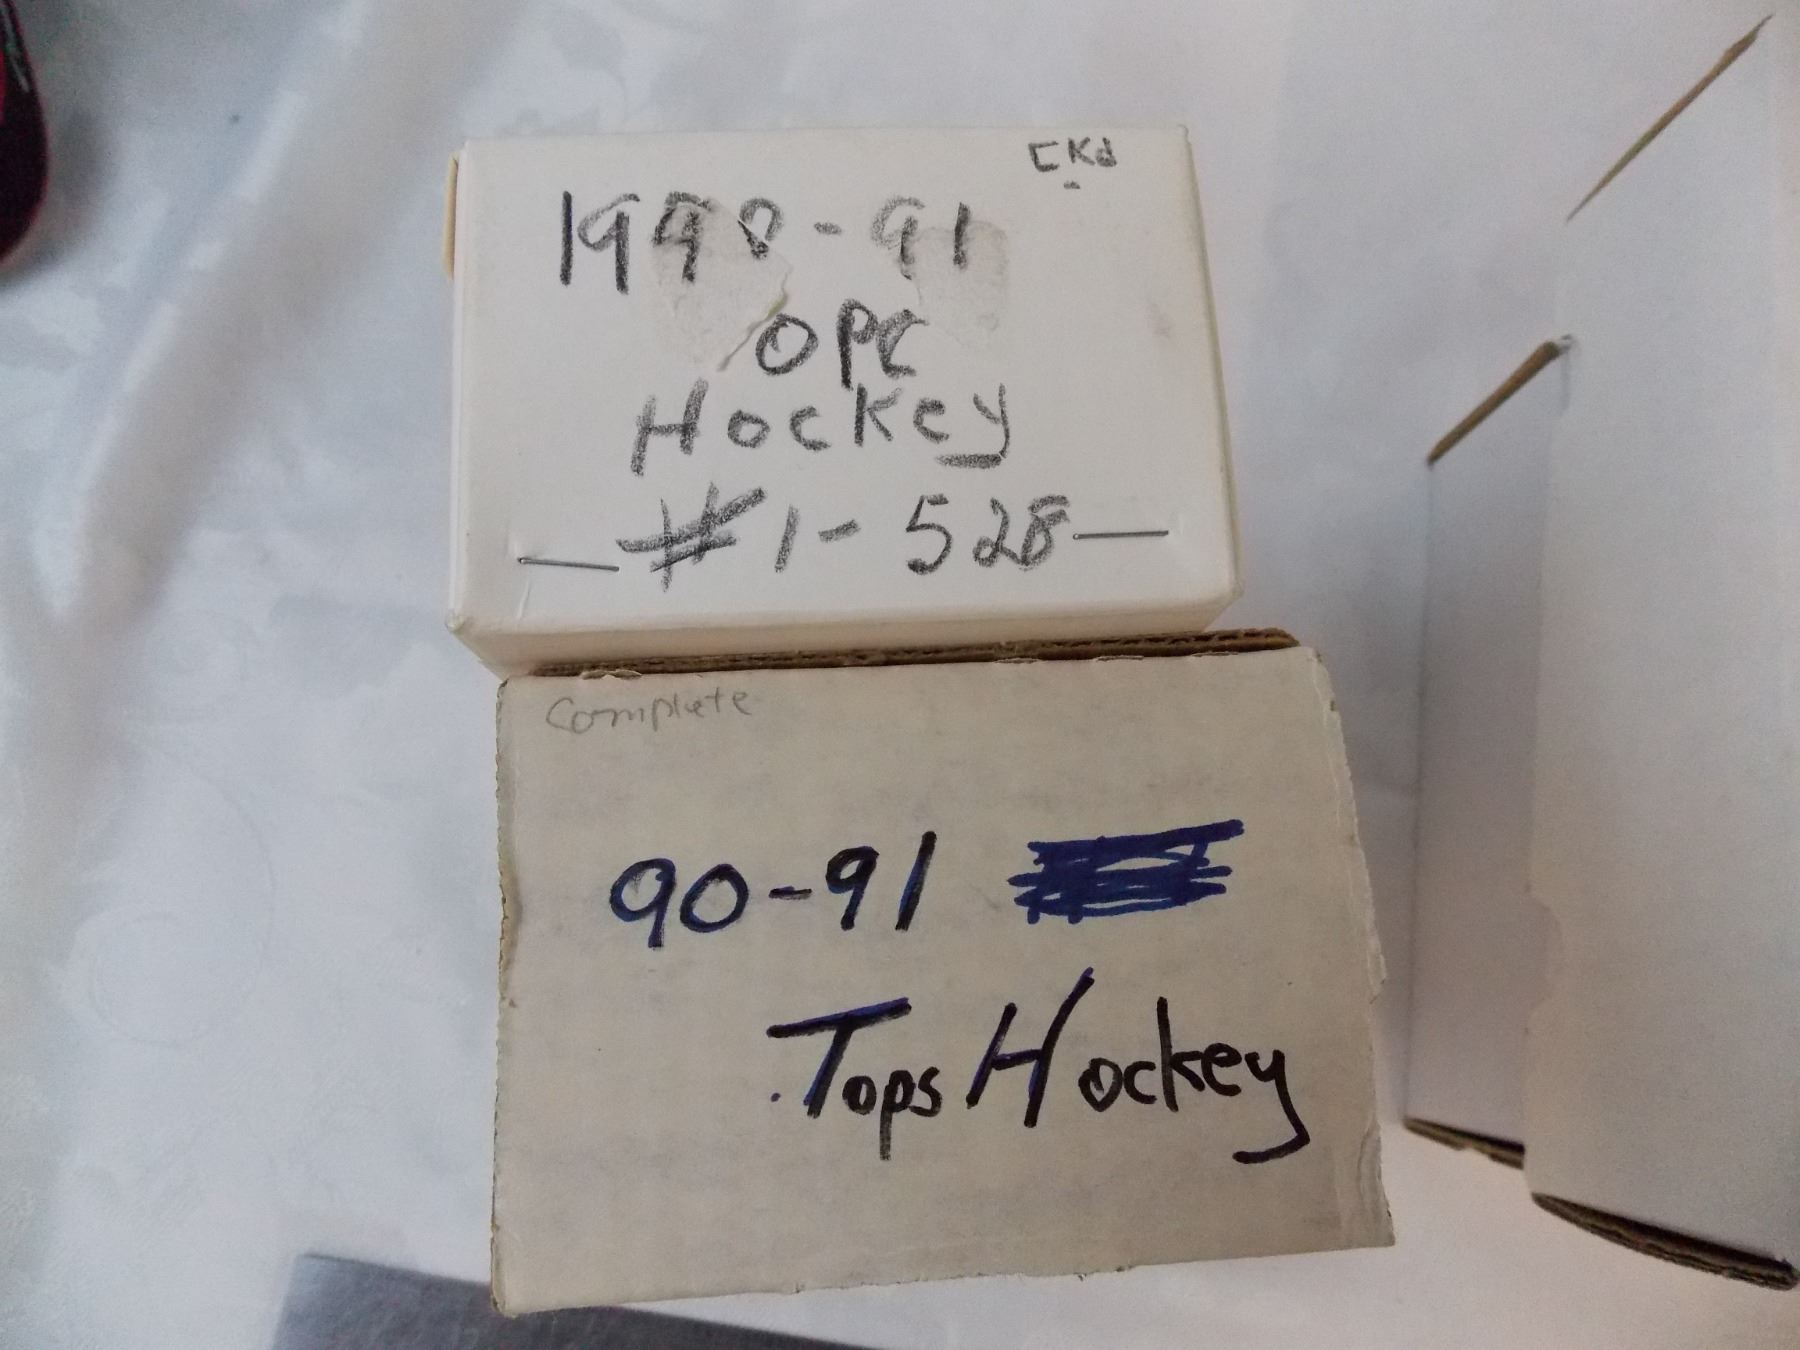 CKd
1990-91
OPC
Hockey
# 1-528
Complete
90-91
Tops Hockey